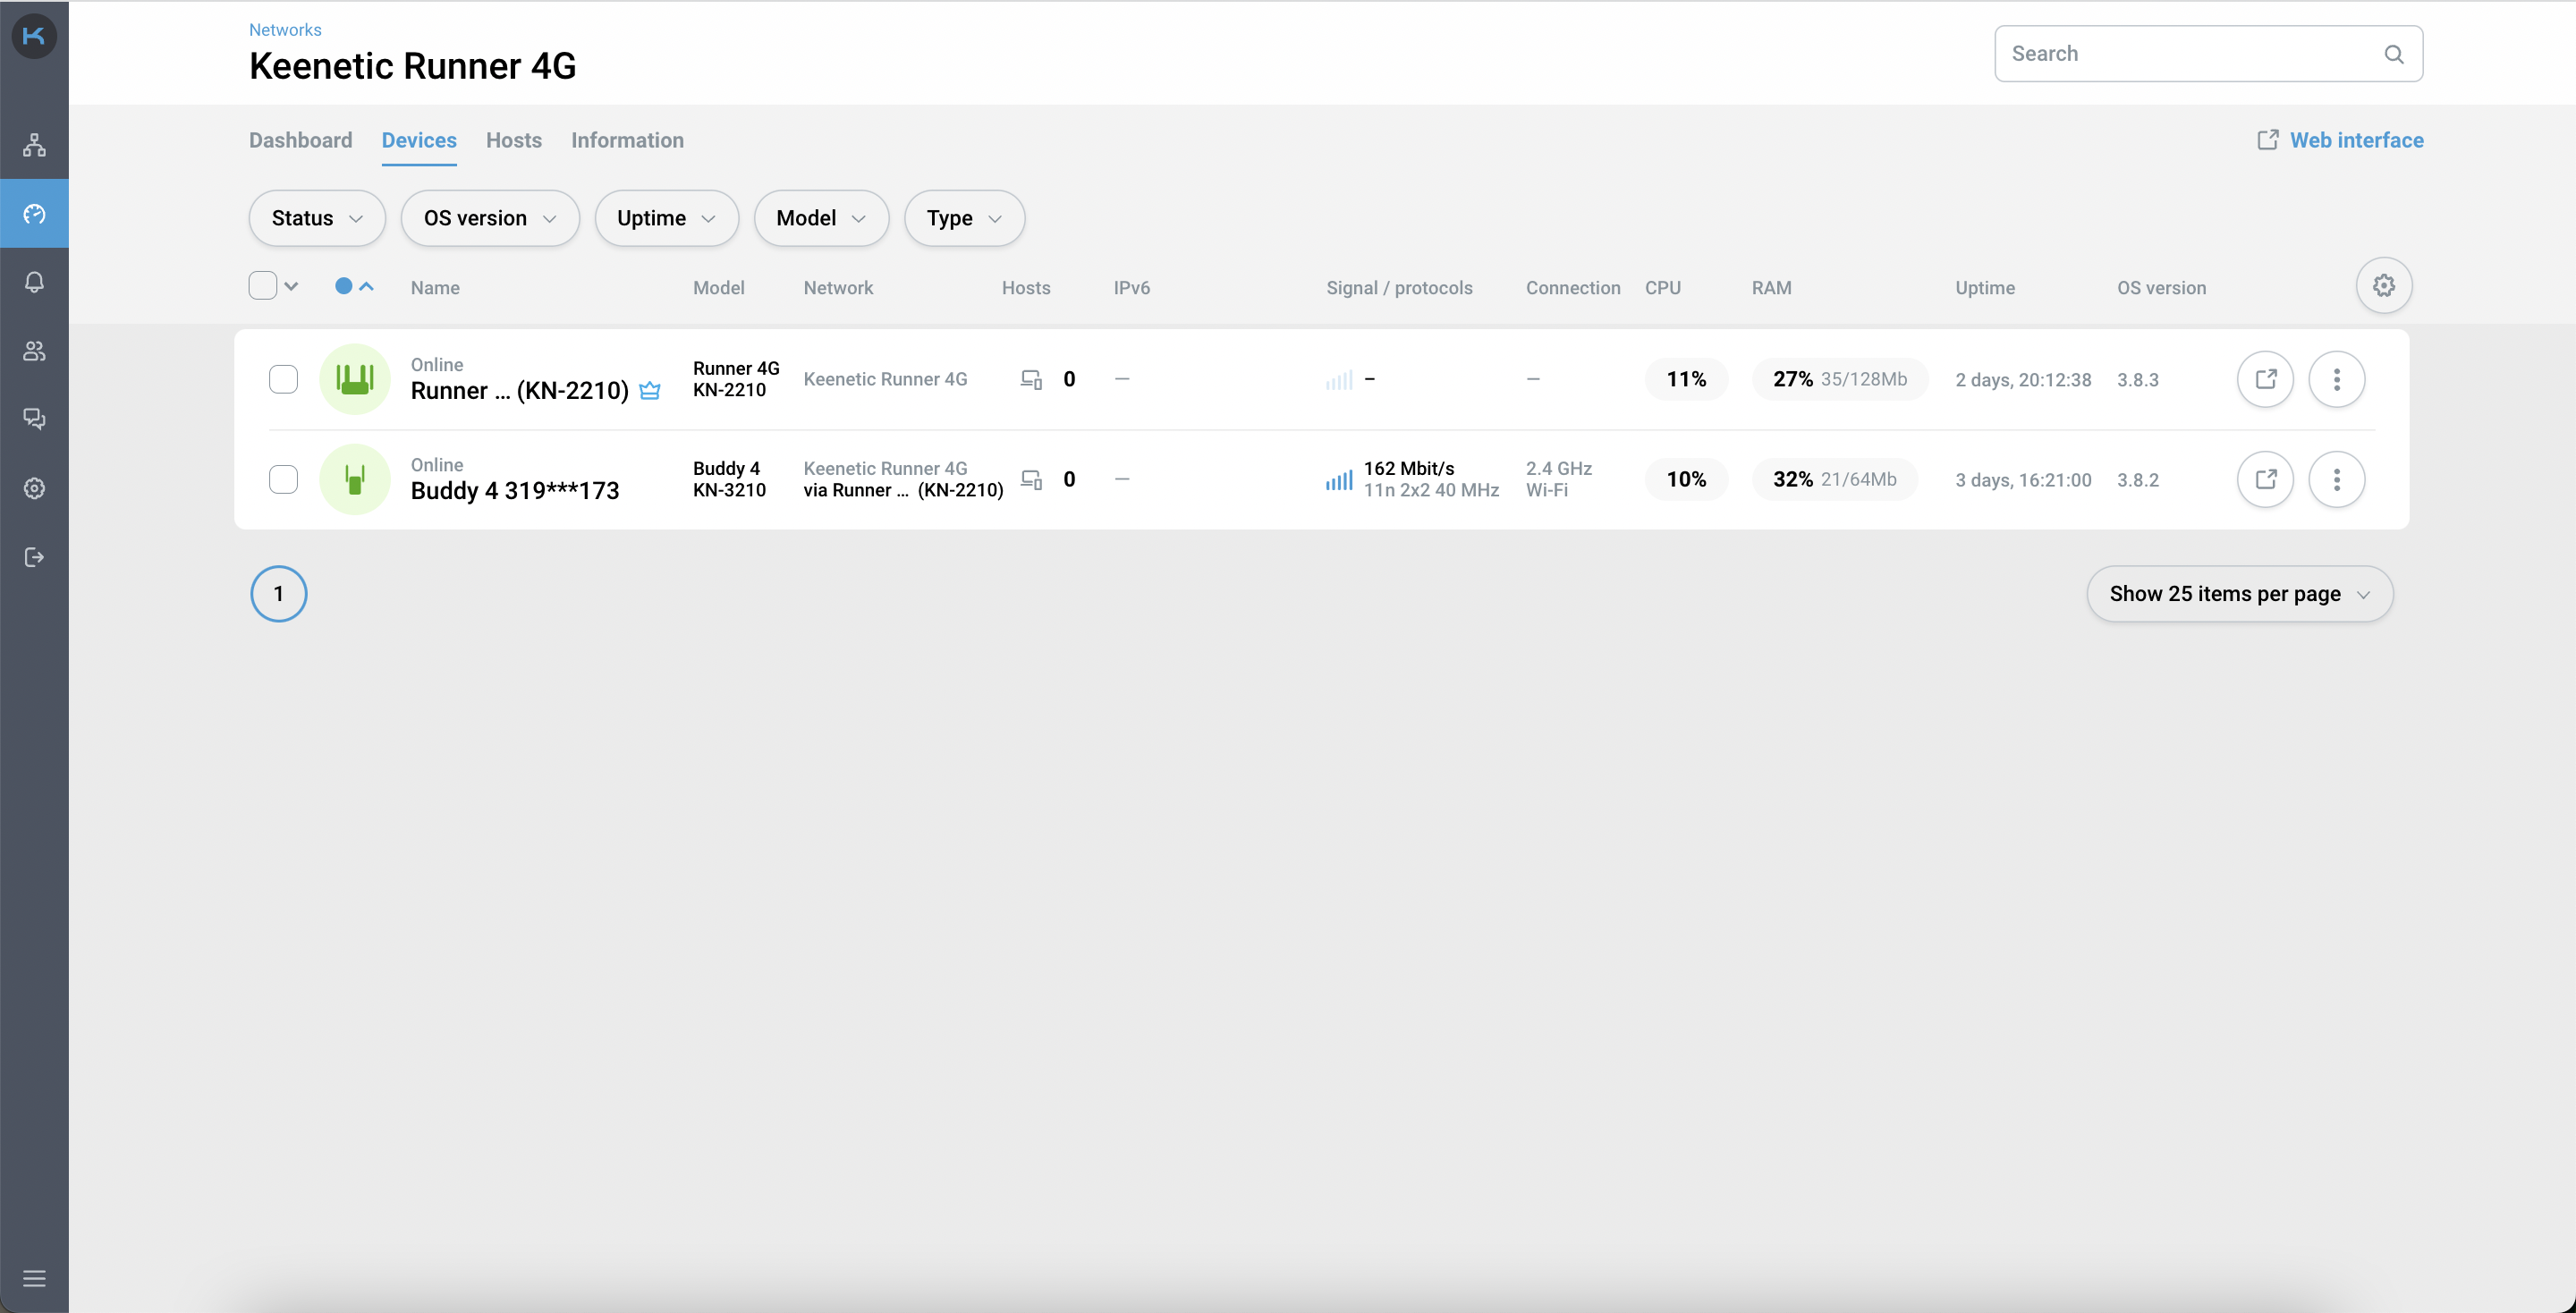 Networks
Keenetic Runner 4G
Search
Dashboard Devices Hosts Information
Web interface
Status OS version Uptime Model Type
Name Model Network Hosts IPv6 Signal / protocols Connection CPU RAM Uptime OS version
Online
Runner ... (KN-2210)
Runner 4G
KN-2210
Keenetic Runner 4G
0
—
–
—
11%
27% 35/128Mb
2 days, 20:12:38
3.8.3
Online
Buddy 4 319***173
Buddy 4
KN-3210
Keenetic Runner 4G
via Runner ... (KN-2210)
0
—
162 Mbit/s
11n 2x2 40 MHz
2.4 GHz
Wi-Fi
10%
32% 21/64Mb
3 days, 16:21:00
3.8.2
1
Show 25 items per page